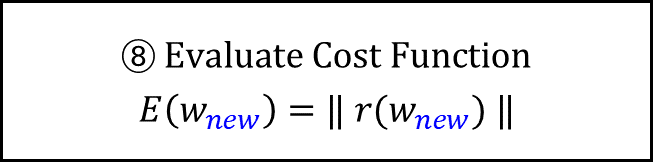 ⑧ Evaluate Cost Function
E(w_new) = ‖ r(w_new) ‖